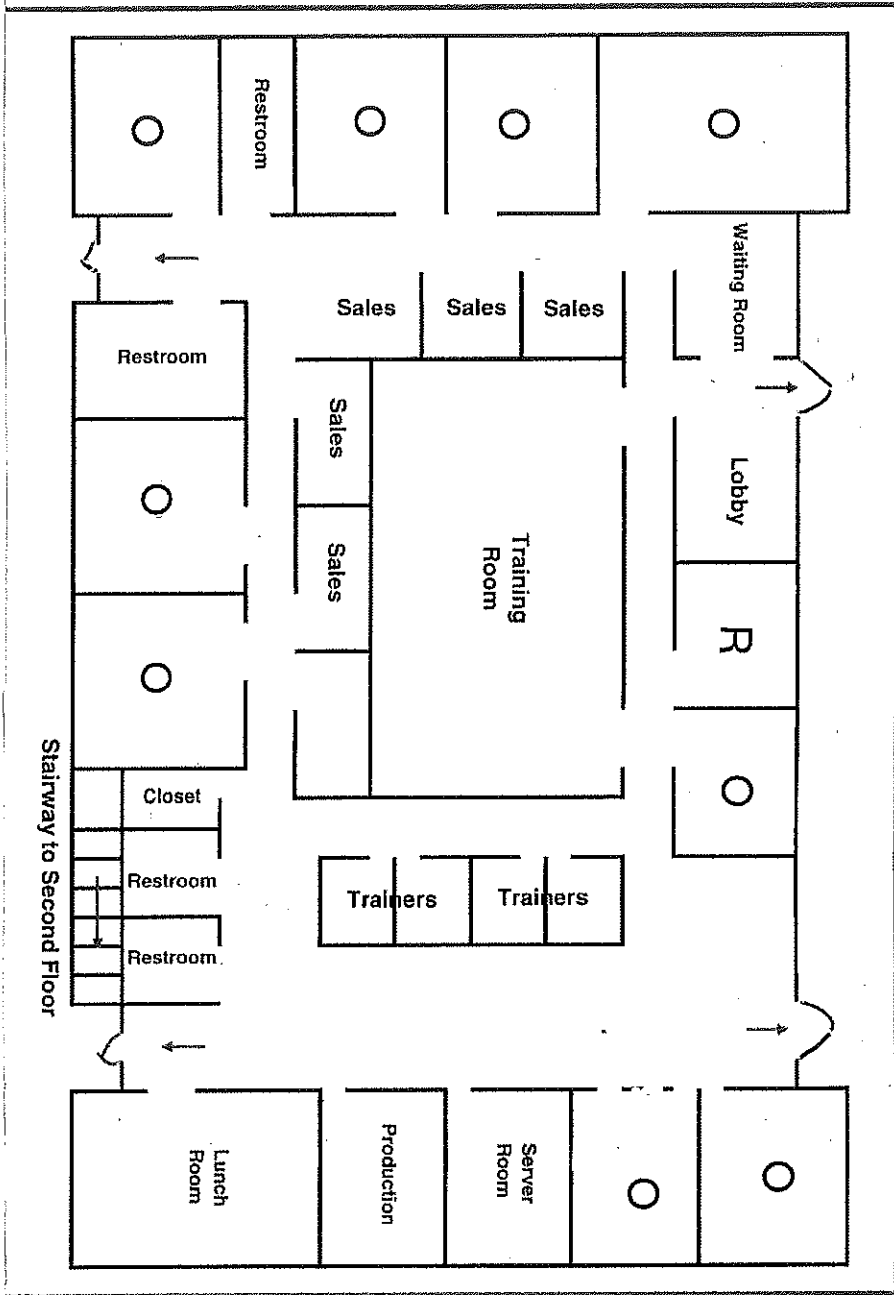 O
Restroom
O
O
O
Waiting Room
Sales
Sales
Sales
Restroom
Sales
Lobby
O
Sales
Training
Room
R
O
O
Closet
Stairway to Second Floor
Restroom
Trainers
Trainers
Restroom
Lunch
Room
Production
Server
Room
O
O